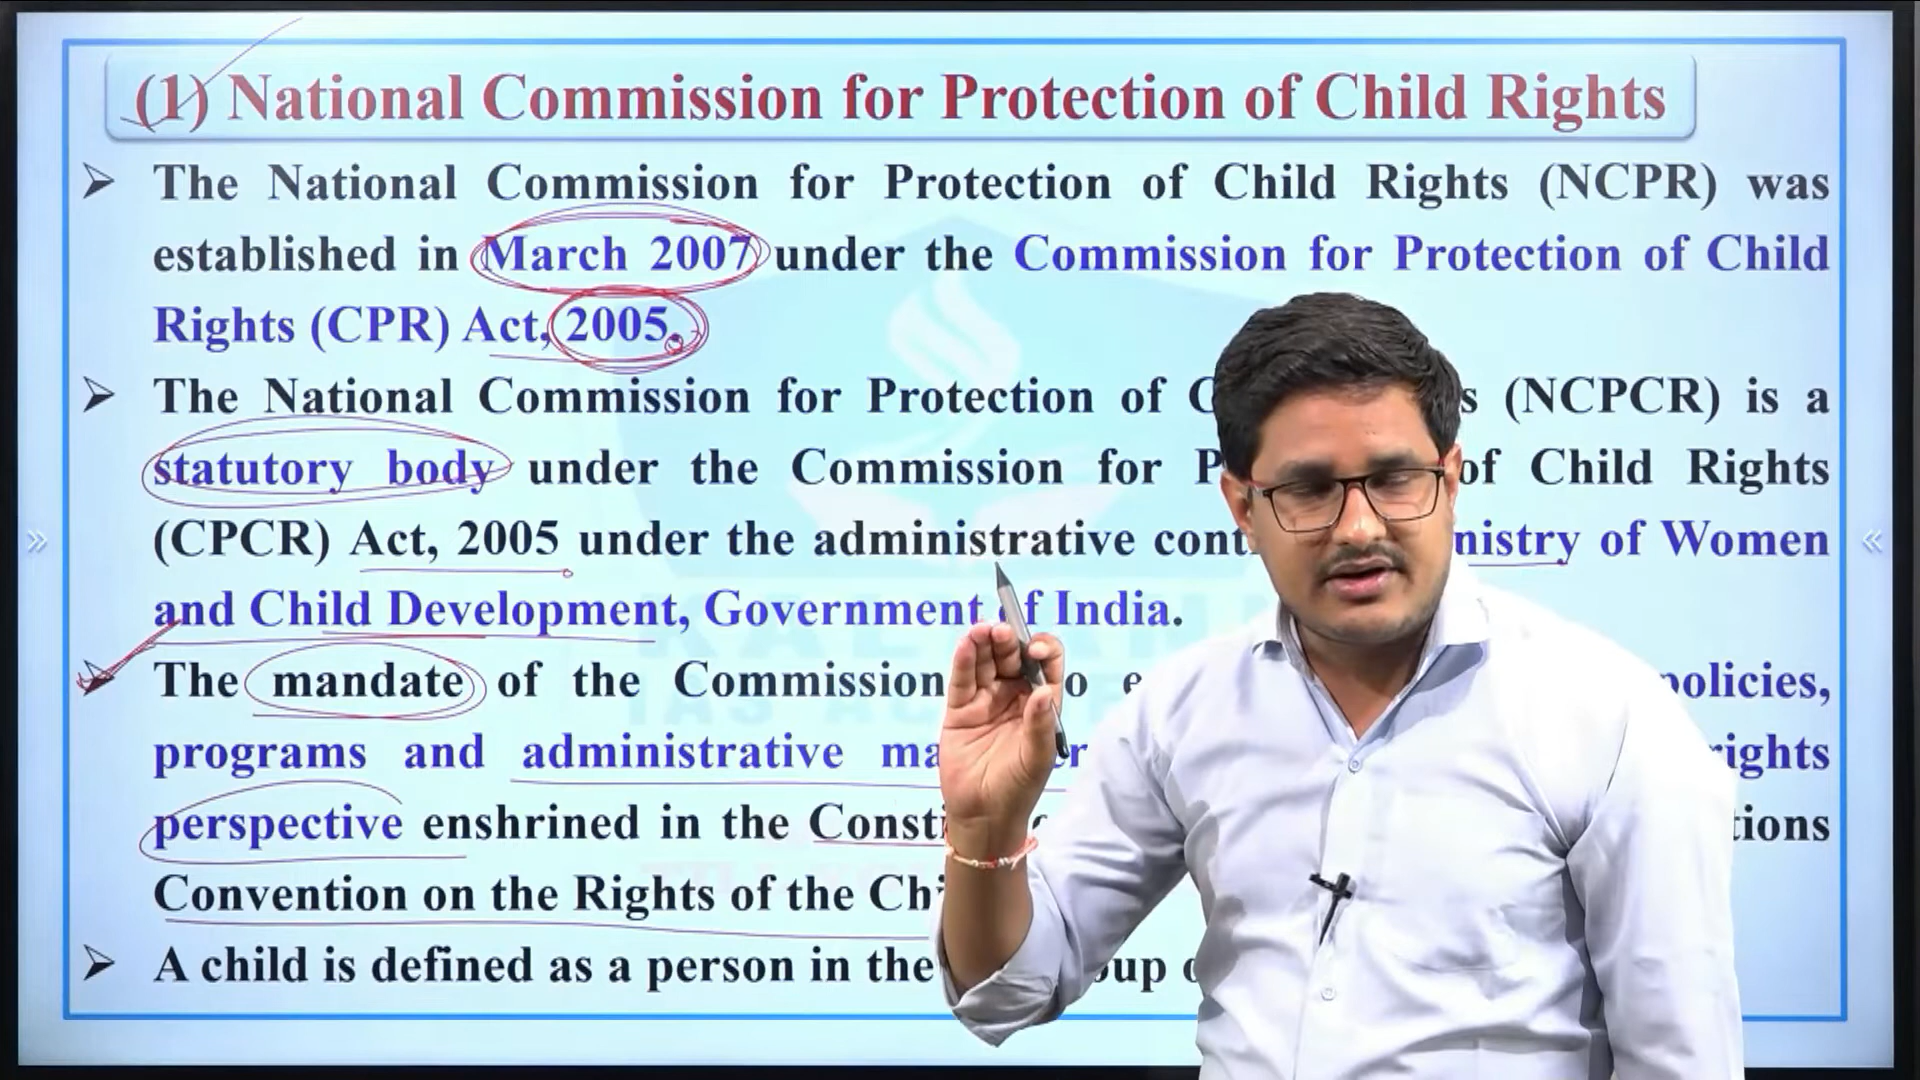 (1) National Commission for Protection of Child Rights
➤ The National Commission for Protection of Child Rights (NCPR) was
established in March 2007 under the Commission for Protection of Child
Rights (CPR) Act, 2005.
➤ The National Commission for Protection of (NCPCR) is a
statutory body under the Commission for of Child Rights
(CPCR) Act, 2005 under the administrative of Women
and Child Development, Government of India.
➤ The mandate of the Commission policies,
programs and administrative rights
perspective enshrined in the
Convention on the Rights of the
➤ A child is defined as a person in the